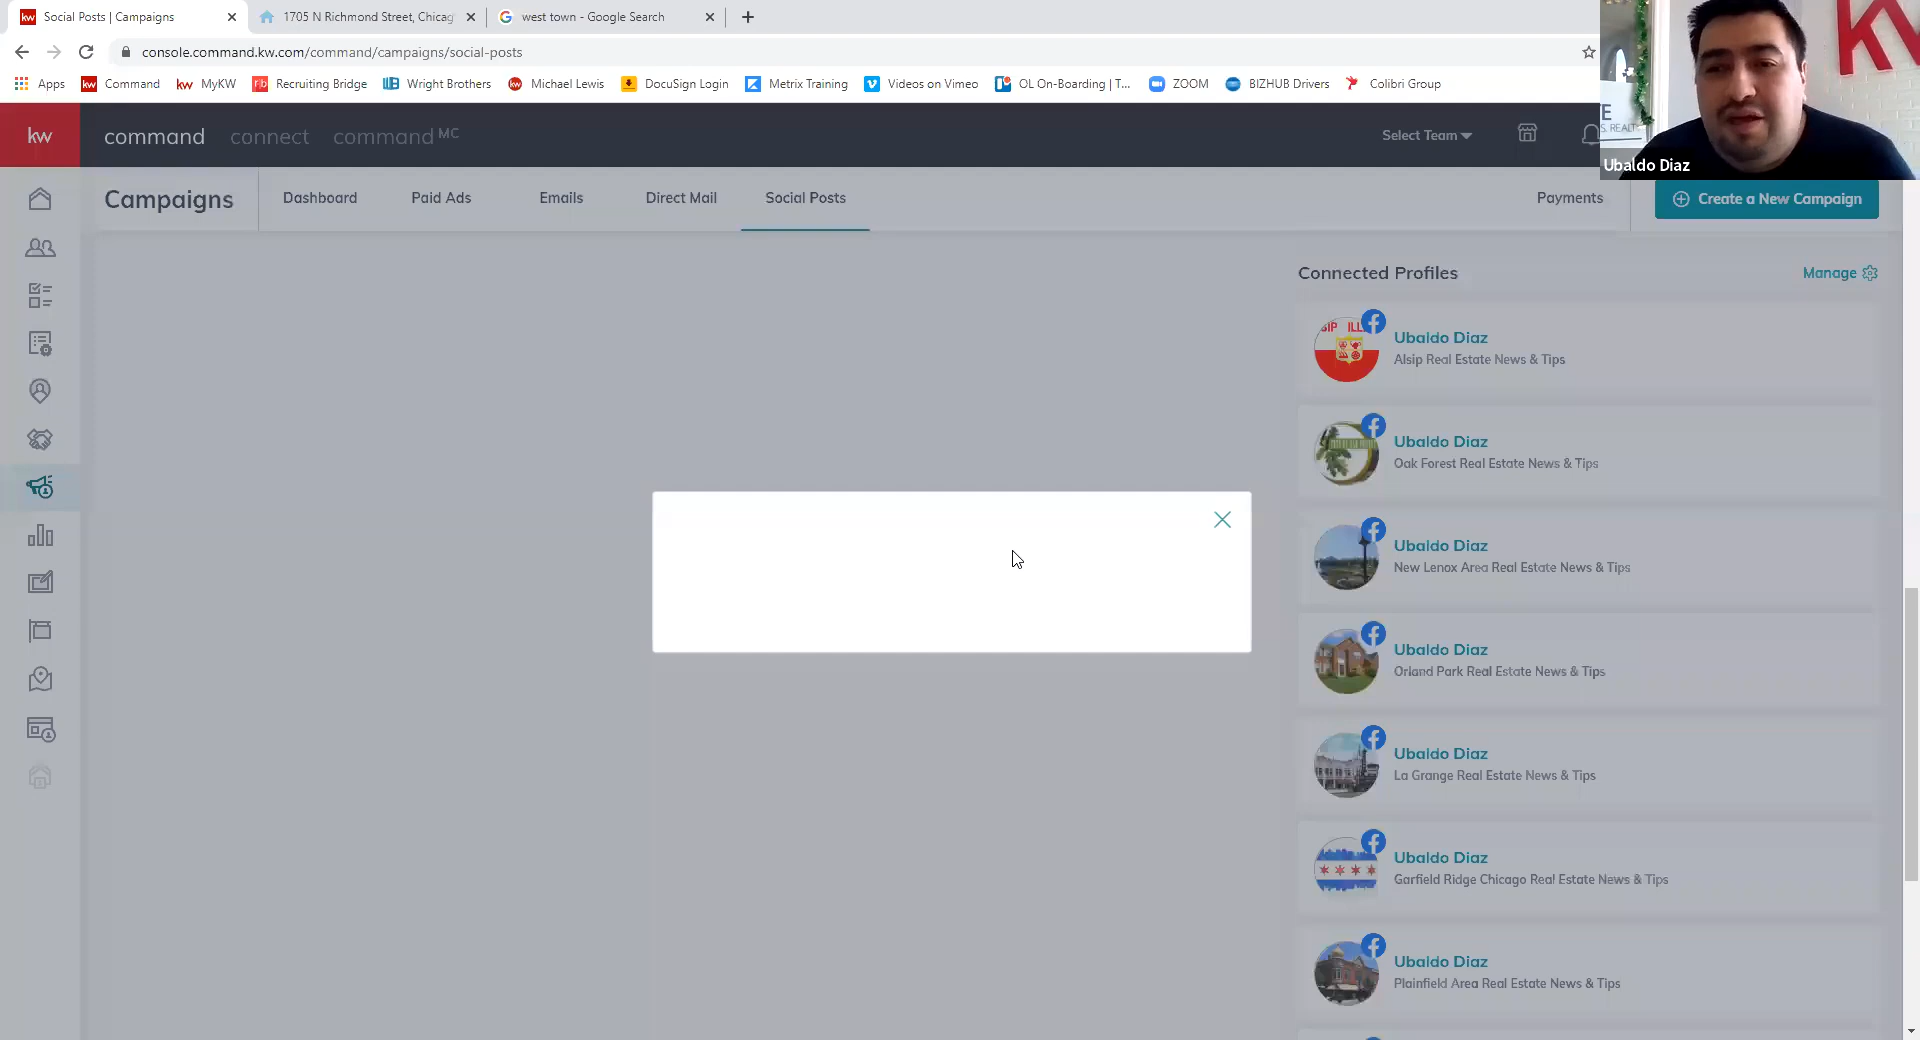 Social Posts | Campaigns
1705 N Richmond Street, Chicag
west town - Google Search
console.command.kw.com/command/campaigns/social-posts
Apps
Command
MyKW
Recruiting Bridge
Wright Brothers
Michael Lewis
DocuSign Login
Metrix Training
Videos on Vimeo
OL On-Boarding | T...
ZOOM
BIZHUB Drivers
Colibri Group
kw
command
connect
command MC
Select Team
Ubaldo Diaz
Campaigns
Dashboard
Paid Ads
Emails
Direct Mail
Social Posts
Payments
Create a New Campaign
Connected Profiles
Manage
Ubaldo Diaz
Alsip Real Estate News & Tips
Ubaldo Diaz
Oak Forest Real Estate News & Tips
Ubaldo Diaz
New Lenox Area Real Estate News & Tips
Ubaldo Diaz
Orland Park Real Estate News & Tips
Ubaldo Diaz
La Grange Real Estate News & Tips
Ubaldo Diaz
Garfield Ridge Chicago Real Estate News & Tips
Ubaldo Diaz
Plainfield Area Real Estate News & Tips